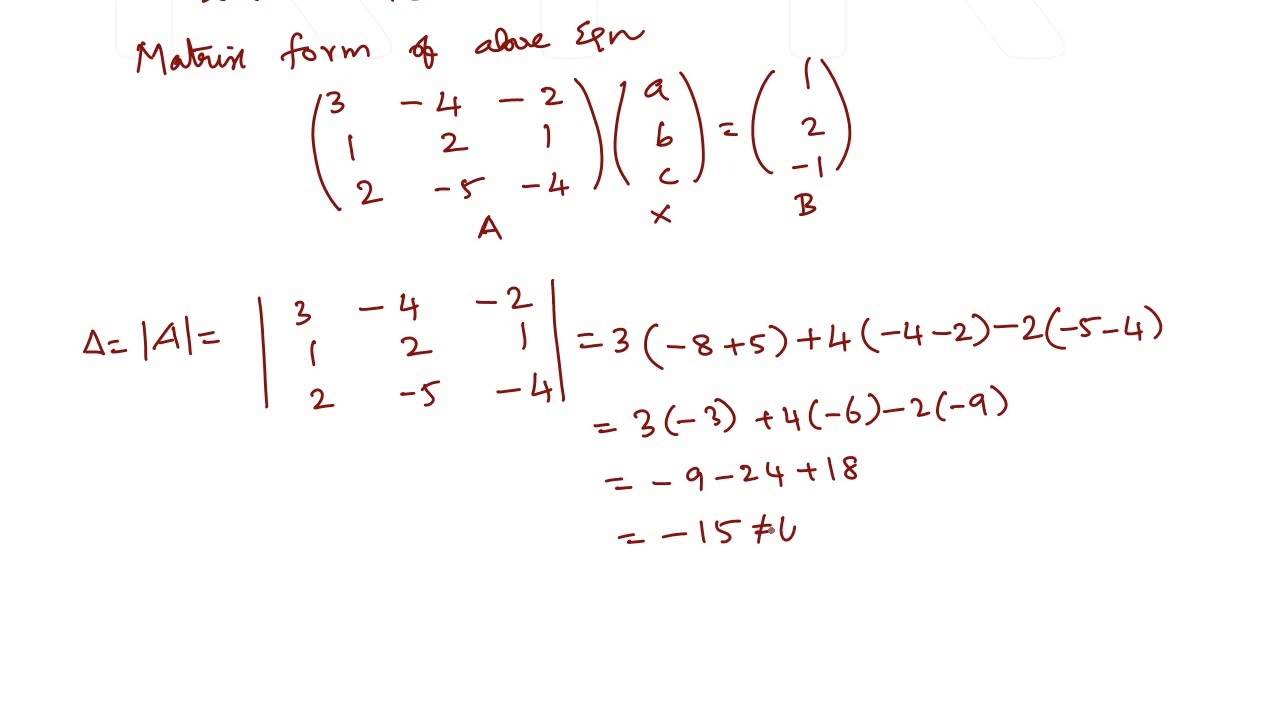 Matrix form of above Eqn
3 -4 -2 a 1
1 2 1 b = 2
2 -5 -4 c -1
A X B
3 -4 -2
Δ = |A| = 1 2 1 = 3(-8+5)+4(-4-2)-2(-5-4)
2 -5 -4
= 3(-3)+4(-6)-2(-9)
= -9-24+18
= -15 ≠